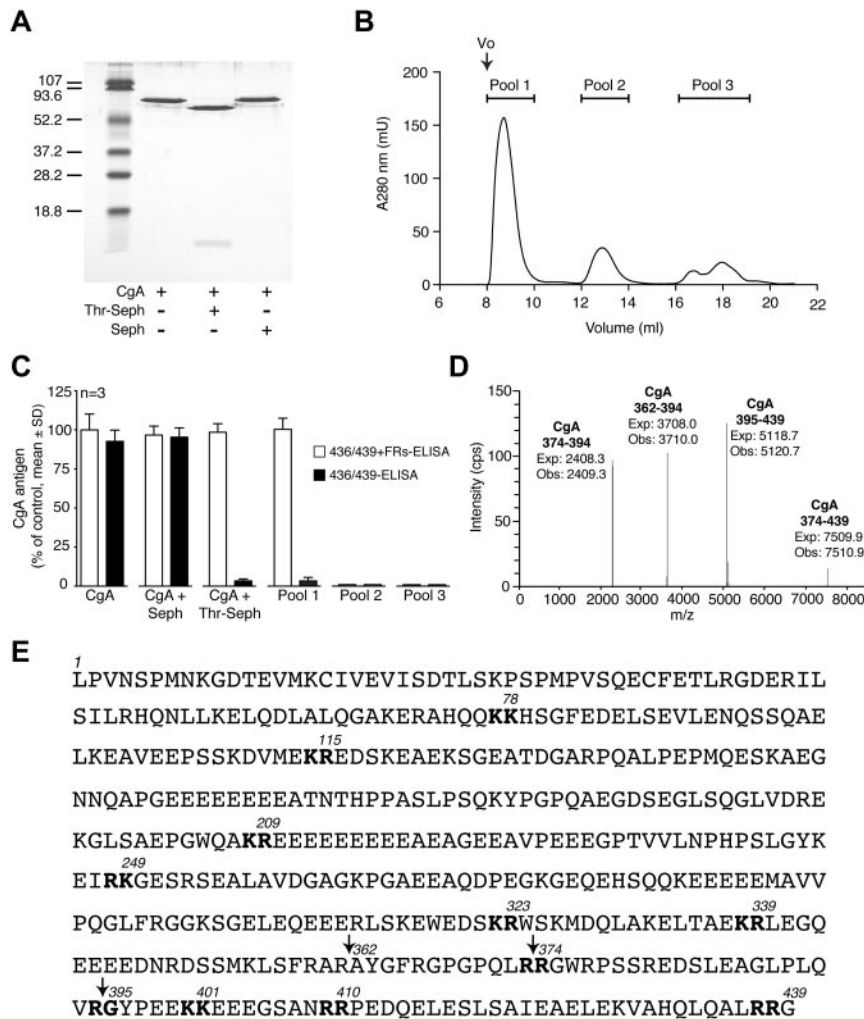 A
107
93.6
52.2
37.2
28.2
18.8
CgA + + +
Thr-Seph - + -
Seph - - +
B
Vo
Pool 1 Pool 2 Pool 3
A280 nm (mU)
200
150
100
50
0
6 8 10 12 14 16 18 20 22
Volume (ml)
C
n=3
CgA antigen
(% of control, mean ± SD)
125
100
75
50
25
0
436/439+FRs-ELISA
436/439-ELISA
CgA
CgA + Seph
CgA + Thr-Seph
Pool 1
Pool 2
Pool 3
D
Intensity (cps)
150
100
50
0
CgA
374-394
Exp: 2408.3
Obs: 2409.3
CgA
362-394
Exp: 3708.0
Obs: 3710.0
CgA
395-439
Exp: 5118.7
Obs: 5120.7
CgA
374-439
Exp: 7509.9
Obs: 7510.9
0 1000 2000 3000 4000 5000 6000 7000 8000
m/z
E
1
LPVNSPMNKGDTEVMKCIVEVISDTLSKPSPMPVSQECFETLRGDERIL
78
SILRHQNLLKELQDLALQGAKERAHQQKKHSGFEDELSEVLENQSSQAE
115
LKEAVEEPSSKDVMEKREDSKEAEKSGEATDGARPQALPEPMQESKAEG
NNQAPGEEEEEEEEATNTHPPASLPSQKYPGPQAEGDSEGLSQGLVDRE
209
KGLSAEPGWQAKREEEEEEEEEAEAGEEAVPEEEGPTVVLNPHPSLGYK
249
EIRKGESRSEALAVDGAGKPGAEEAQDPEGKGEQEHSQQKEEEEEMAVV
323 339
PQGLFRGGKSGELEQEEERLSKEWEDSKRWSKMDQLAKELTAEKRLEGQ
362 374
EEEEDNRDSSMKLSFRARAYGFRGPGPQLRRGWRPSSREDSLEAGLPLQ
395 401 410 439
VRGYPEEKKEEEGSANRRPEDQELESLSAIEAELEKVAHQLQALRRG